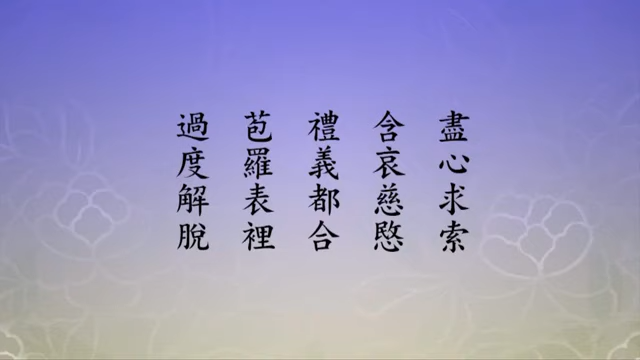 盡心求索
含哀慈愍
禮義都合
苞羅表裡
過度解脫